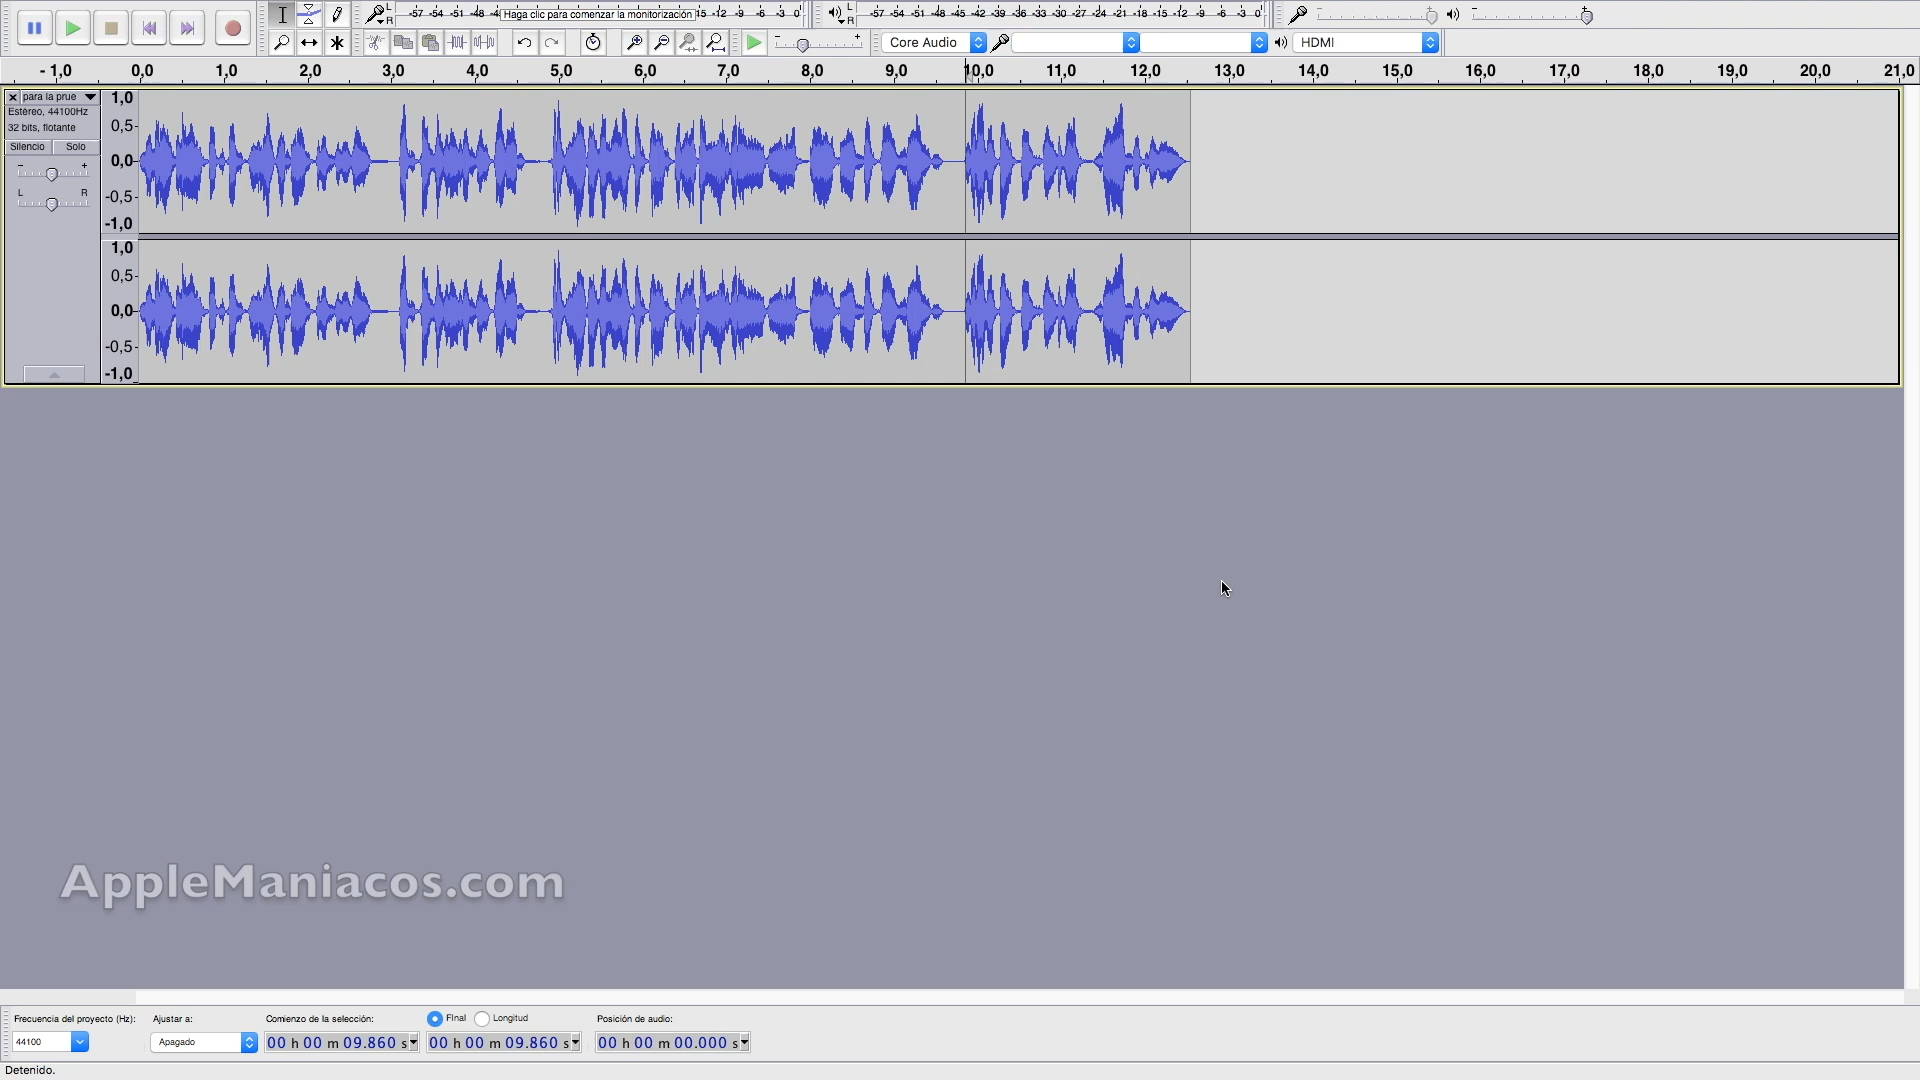 L
R
-57 -54 -51 -48 -4 Haga clic para comenzar la monitorización 15 -12 -9 -6 -3 0
L
R
-57 -54 -51 -48 -45 -42 -39 -36 -33 -30 -27 -24 -21 -18 -15 -12 -9 -6 -3 0
Core Audio
HDMI
- 1,0 0,0 1,0 2,0 3,0 4,0 5,0 6,0 7,0 8,0 9,0 10,0 11,0 12,0 13,0 14,0 15,0 16,0 17,0 18,0 19,0 20,0 21,0
para la prue
Estéreo, 44100Hz
32 bits, flotante
Silencio Solo
- +
L R
1,0
0,5-
0,0-
-0,5-
-1,0
1,0
0,5-
0,0-
-0,5-
-1,0
AppleManiacos.com
Frecuencia del proyecto (Hz): Ajustar a: Comienzo de la selección: Final Longitud Posición de audio:
44100 Apagado 00 h 00 m 09.860 s 00 h 00 m 09.860 s 00 h 00 m 00.000 s
Detenido.